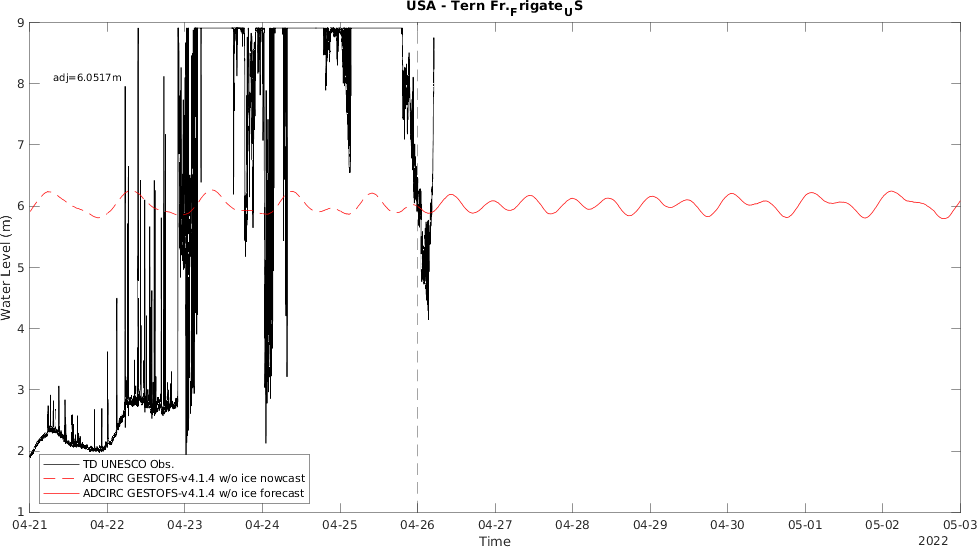 USA - Tern Fr.FrigateUS
9
adj=6.0517m
8
7
6
5
4
3
2
1
Water Level (m)
TD UNESCO Obs.
ADCIRC GESTOFS-v4.1.4 w/o ice nowcast
ADCIRC GESTOFS-v4.1.4 w/o ice forecast
04-21 04-22 04-23 04-24 04-25 04-26 04-27 04-28 04-29 04-30 05-01 05-02 05-03
Time
2022